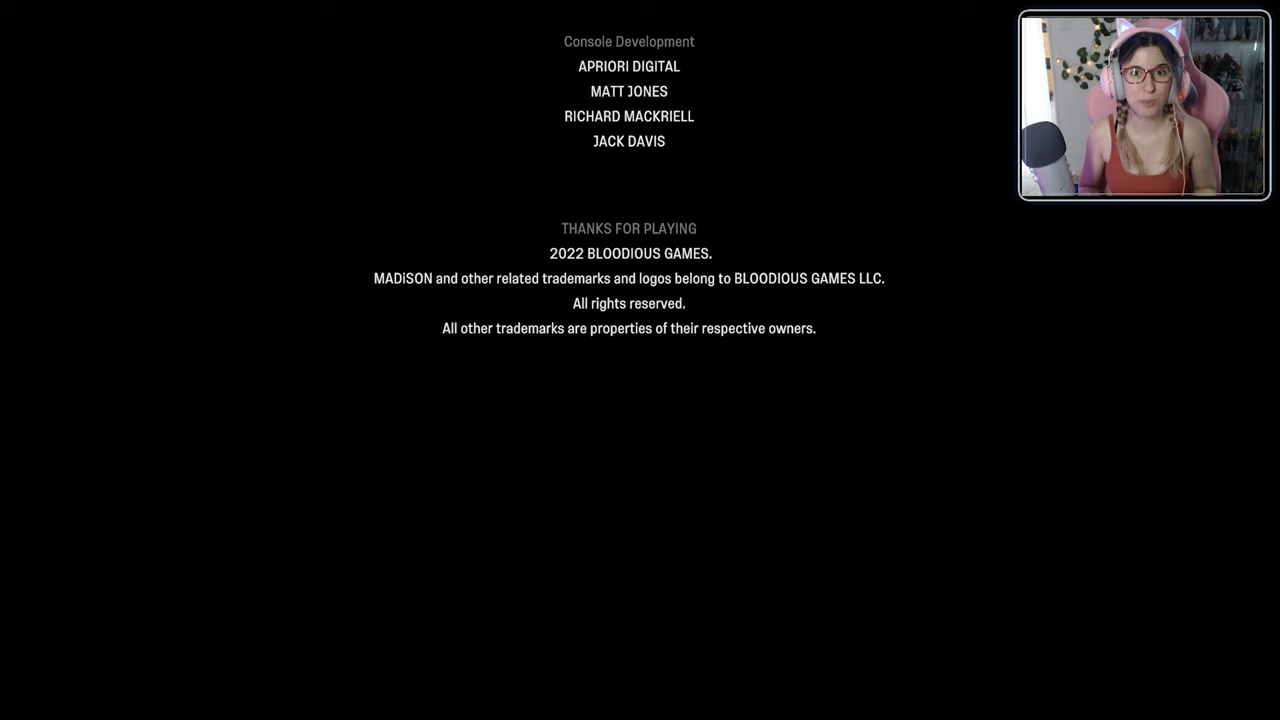 Console Development
APRIORI DIGITAL
MATT JONES
RICHARD MACKRIELL
JACK DAVIS
THANKS FOR PLAYING
2022 BLOODIOUS GAMES.
MADiSON and other related trademarks and logos belong to BLOODIOUS GAMES LLC.
All rights reserved.
All other trademarks are properties of their respective owners.